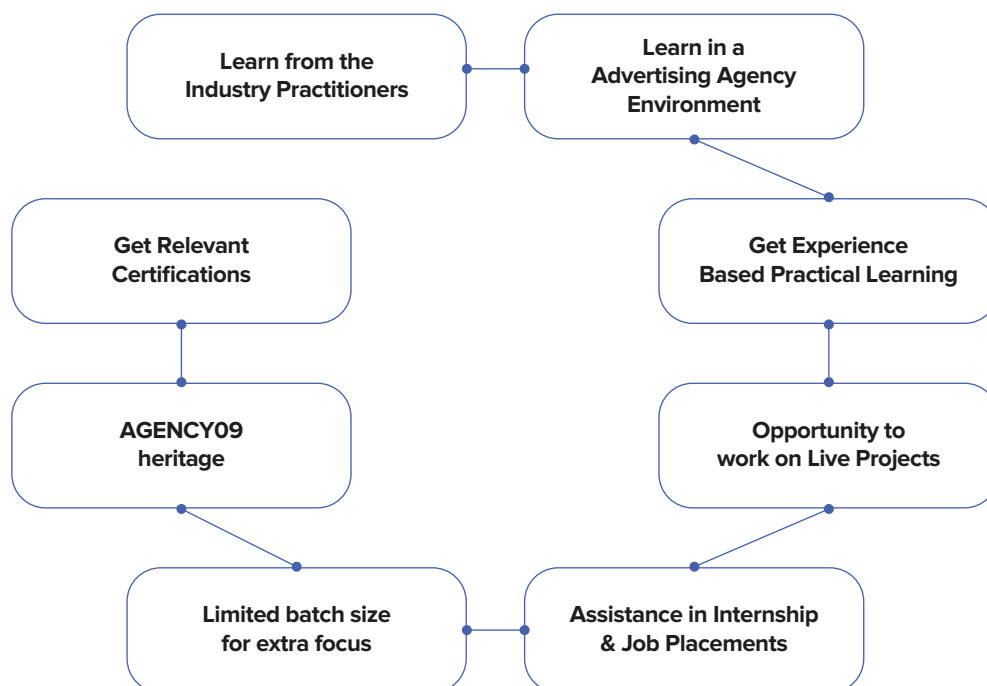 Learn from the
Industry Practitioners
Learn in a
Advertising Agency
Environment
Get Relevant
Certifications
Get Experience
Based Practical Learning
AGENCY09
heritage
Opportunity to
work on Live Projects
Limited batch size
for extra focus
Assistance in Internship
& Job Placements